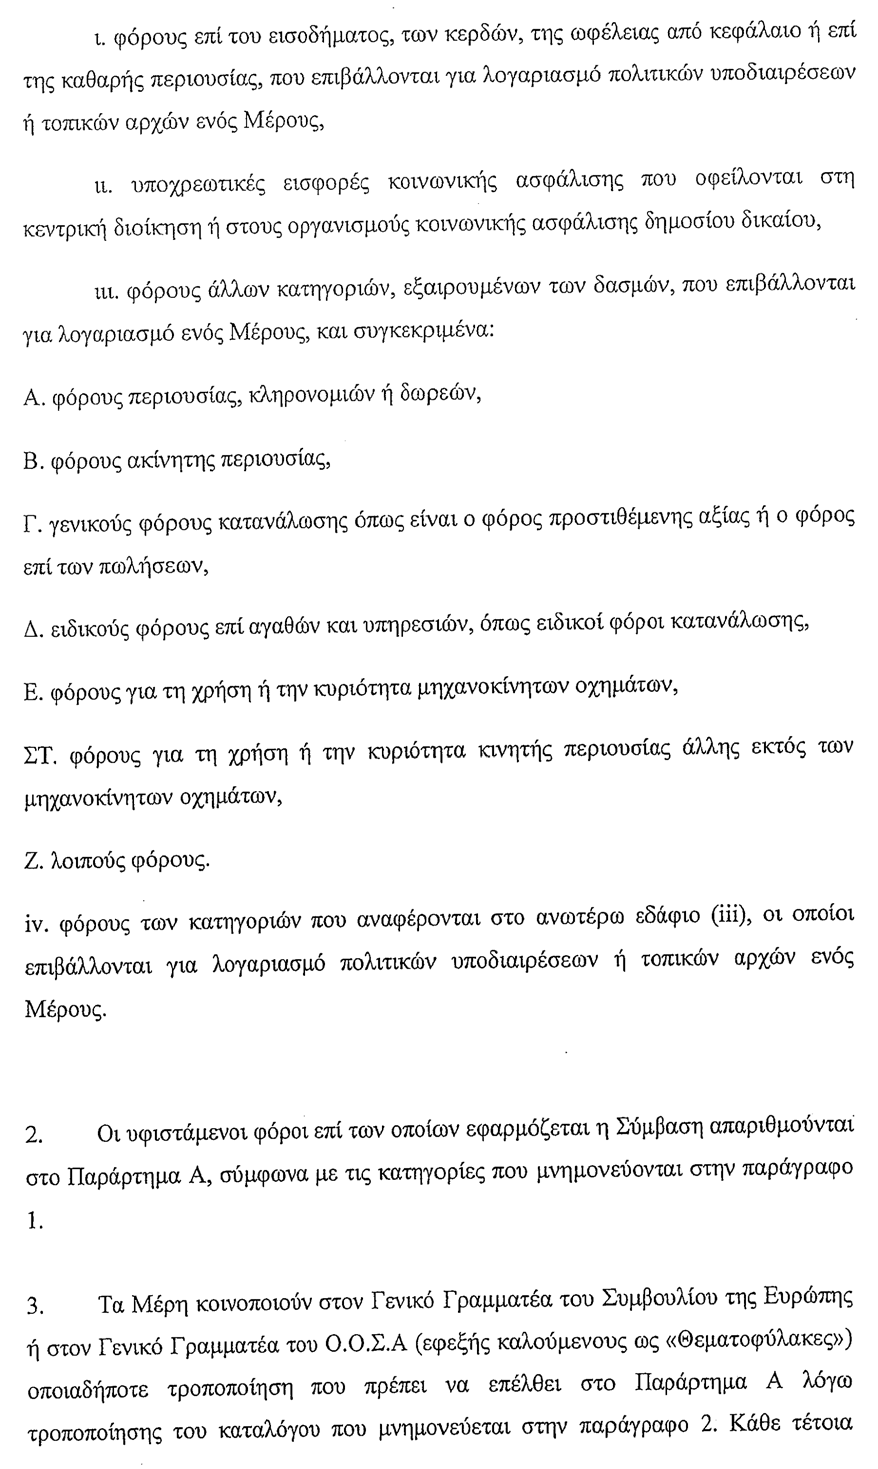 ι. φόρους επί του εισοδήματος, των κερδών, της ωφέλειας από κεφάλαιο ή επί
της καθαρής περιουσίας, που επιβάλλονται για λογαριασμό πολιτικών υποδιαιρέσεων
ή τοπικών αρχών ενός Μέρους,
ιι. υποχρεωτικές εισφορές κοινωνικής ασφάλισης που οφείλονται στη
κεντρική διοίκηση ή στους οργανισμούς κοινωνικής ασφάλισης δημοσίου δικαίου,
ιιι. φόρους άλλων κατηγοριών, εξαιρουμένων των δασμών, που επιβάλλονται
για λογαριασμό ενός Μέρους, και συγκεκριμένα:
Α. φόρους περιουσίας, κληρονομιών ή δωρεών,
Β. φόρους ακίνητης περιουσίας,
Γ. γενικούς φόρους κατανάλωσης όπως είναι ο φόρος προστιθέμενης αξίας ή ο φόρος
επί των πωλήσεων,
Δ. ειδικούς φόρους επί αγαθών και υπηρεσιών, όπως ειδικοί φόροι κατανάλωσης,
Ε. φόρους για τη χρήση ή την κυριότητα μηχανοκίνητων οχημάτων,
ΣΤ. φόρους για τη χρήση ή την κυριότητα κινητής περιουσίας άλλης εκτός των
μηχανοκίνητων οχημάτων,
Ζ. λοιπούς φόρους.
iv. φόρους των κατηγοριών που αναφέρονται στο ανωτέρω εδάφιο (iii), οι οποίοι
επιβάλλονται για λογαριασμό πολιτικών υποδιαιρέσεων ή τοπικών αρχών ενός
Μέρους.
2. Οι υφιστάμενοι φόροι επί των οποίων εφαρμόζεται η Σύμβαση απαριθμούνται
στο Παράρτημα Α, σύμφωνα με τις κατηγορίες που μνημονεύονται στην παράγραφο
1.
3. Τα Μέρη κοινοποιούν στον Γενικό Γραμματέα του Συμβουλίου της Ευρώπης
ή στον Γενικό Γραμματέα του Ο.Ο.Σ.Α (εφεξής καλούμενους ως «Θεματοφύλακες»)
οποιαδήποτε τροποποίηση που πρέπει να επέλθει στο Παράρτημα Α λόγω
τροποποίησης του καταλόγου που μνημονεύεται στην παράγραφο 2. Κάθε τέτοια